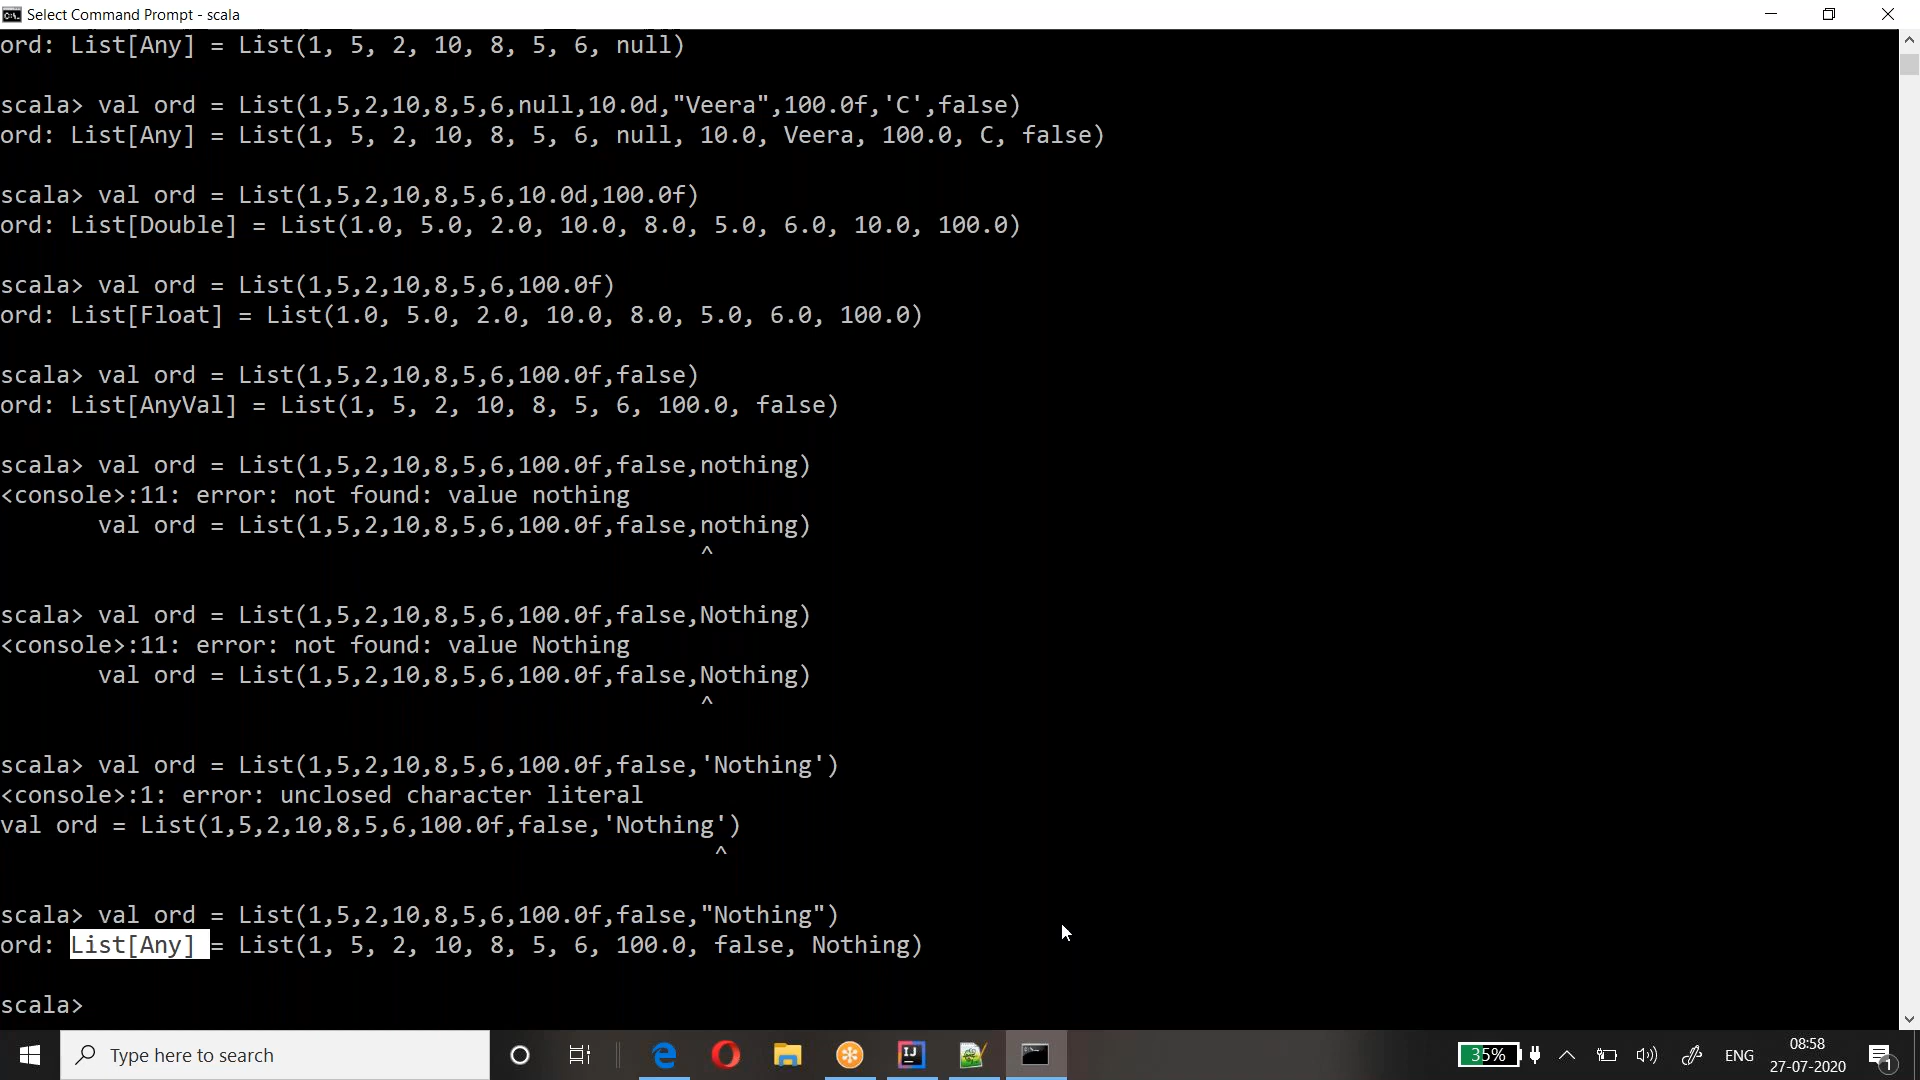 Select Command Prompt - scala
ord: List[Any] = List(1, 5, 2, 10, 8, 5, 6, null)
scala> val ord = List(1,5,2,10,8,5,6,null,10.0d,"Veera",100.0f,'C',false)
ord: List[Any] = List(1, 5, 2, 10, 8, 5, 6, null, 10.0, Veera, 100.0, C, false)
scala> val ord = List(1,5,2,10,8,5,6,10.0d,100.0f)
ord: List[Double] = List(1.0, 5.0, 2.0, 10.0, 8.0, 5.0, 6.0, 10.0, 100.0)
scala> val ord = List(1,5,2,10,8,5,6,100.0f)
ord: List[Float] = List(1.0, 5.0, 2.0, 10.0, 8.0, 5.0, 6.0, 100.0)
scala> val ord = List(1,5,2,10,8,5,6,100.0f,false)
ord: List[AnyVal] = List(1, 5, 2, 10, 8, 5, 6, 100.0, false)
scala> val ord = List(1,5,2,10,8,5,6,100.0f,false,nothing)
<console>:11: error: not found: value nothing
val ord = List(1,5,2,10,8,5,6,100.0f,false,nothing)
^
scala> val ord = List(1,5,2,10,8,5,6,100.0f,false,Nothing)
<console>:11: error: not found: value Nothing
val ord = List(1,5,2,10,8,5,6,100.0f,false,Nothing)
^
scala> val ord = List(1,5,2,10,8,5,6,100.0f,false,'Nothing')
<console>:1: error: unclosed character literal
val ord = List(1,5,2,10,8,5,6,100.0f,false,'Nothing')
^
scala> val ord = List(1,5,2,10,8,5,6,100.0f,false,"Nothing")
ord: List[Any] = List(1, 5, 2, 10, 8, 5, 6, 100.0, false, Nothing)
scala>
Type here to search
35%
ENG
08:58
27-07-2020
1